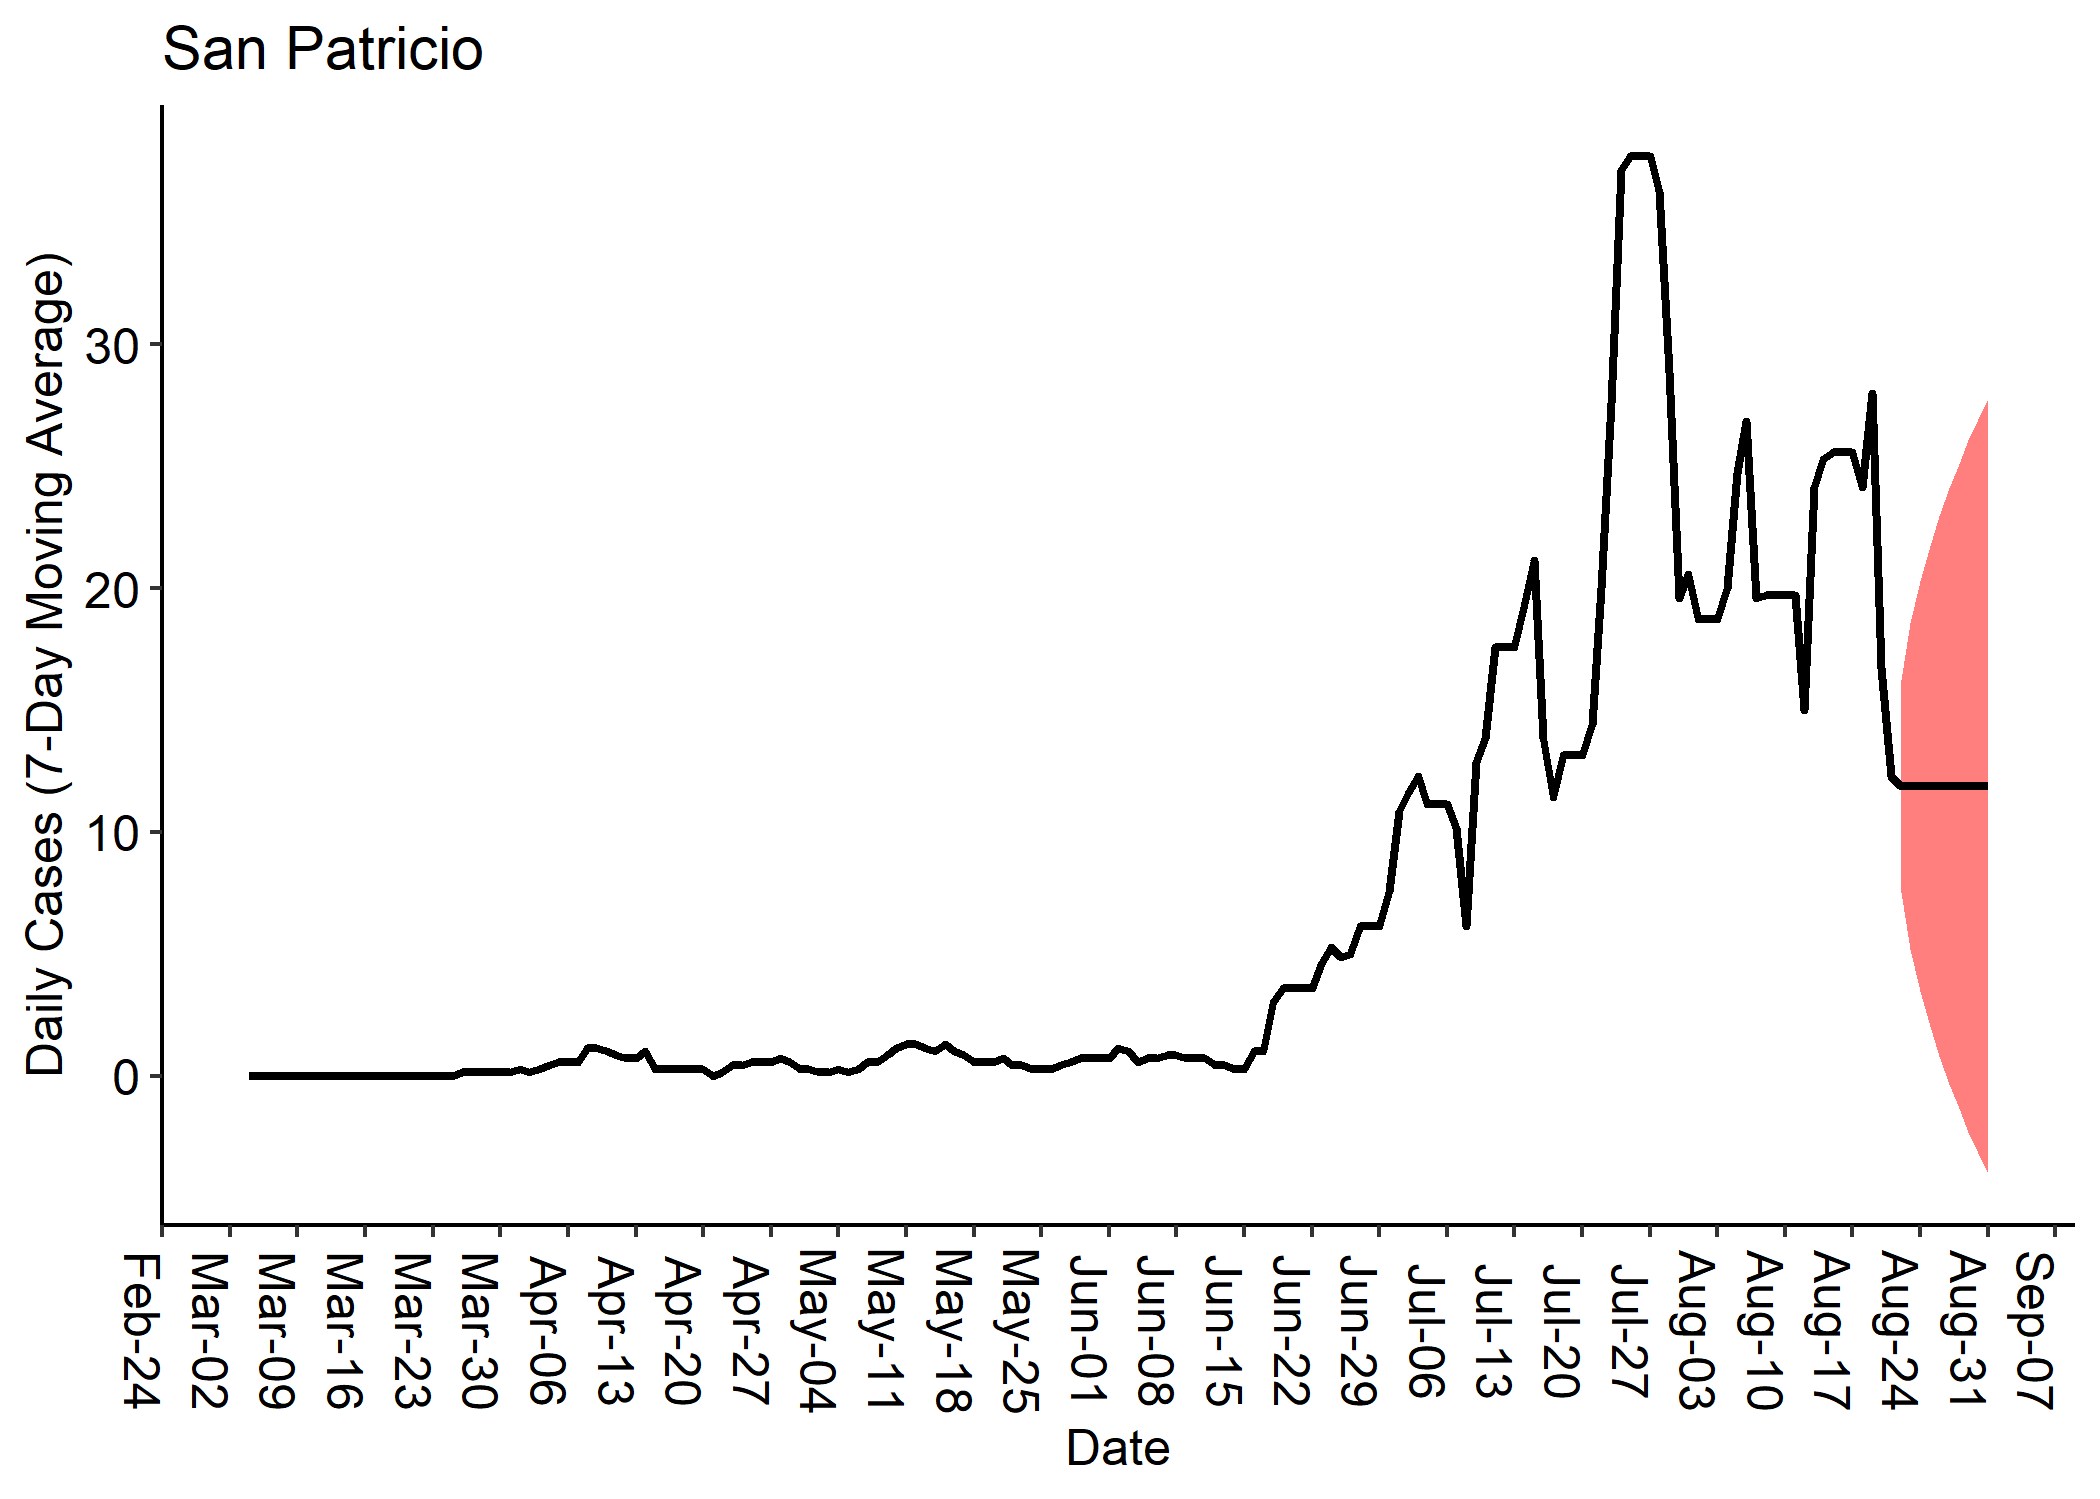 San Patricio
Daily Cases (7-Day Moving Average)
30
20
10
0
Feb-24
Mar-02
Mar-09
Mar-16
Mar-23
Mar-30
Apr-06
Apr-13
Apr-20
Apr-27
May-04
May-11
May-18
May-25
Jun-01
Jun-08
Jun-15
Jun-22
Jun-29
Jul-06
Jul-13
Jul-20
Jul-27
Aug-03
Aug-10
Aug-17
Aug-24
Aug-31
Sep-07
Date